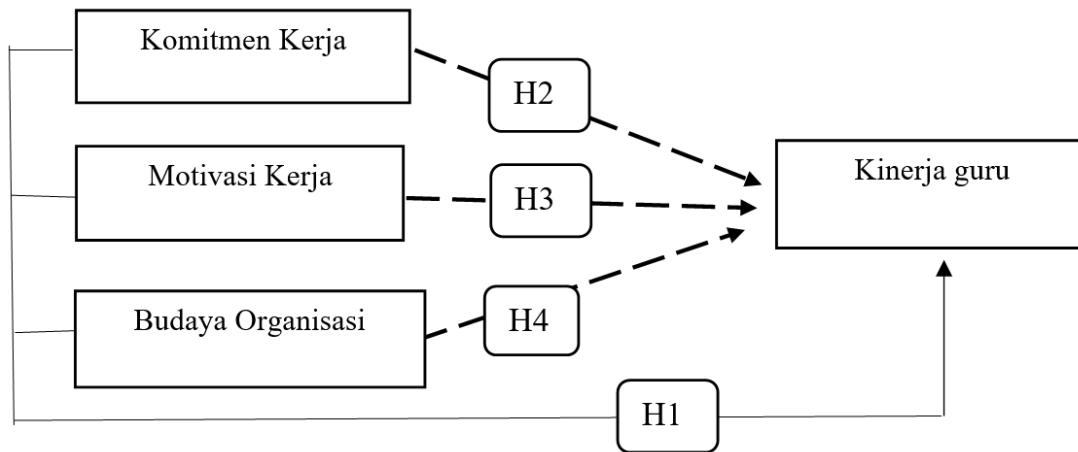 Komitmen Kerja
H2
Motivasi Kerja
H3
Kinerja guru
Budaya Organisasi
H4
H1